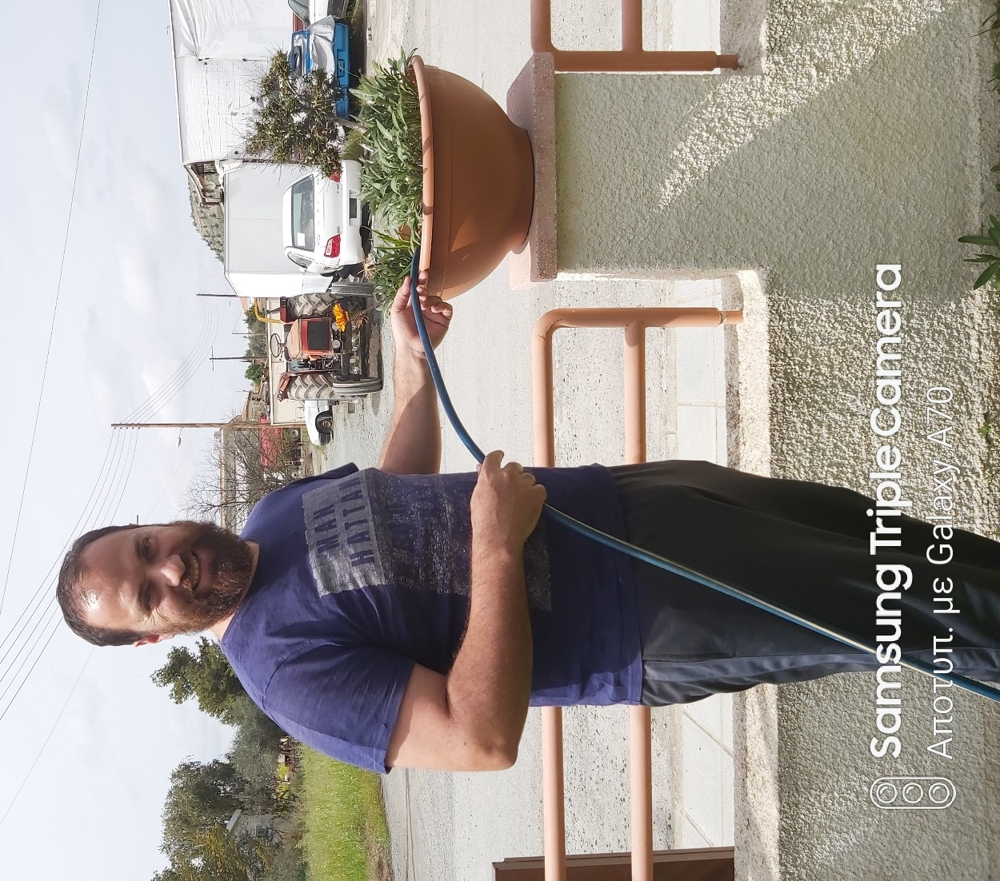 MAN
HATTAN
Samsung Triple Camera
Αποτυπ. με Galaxy A70